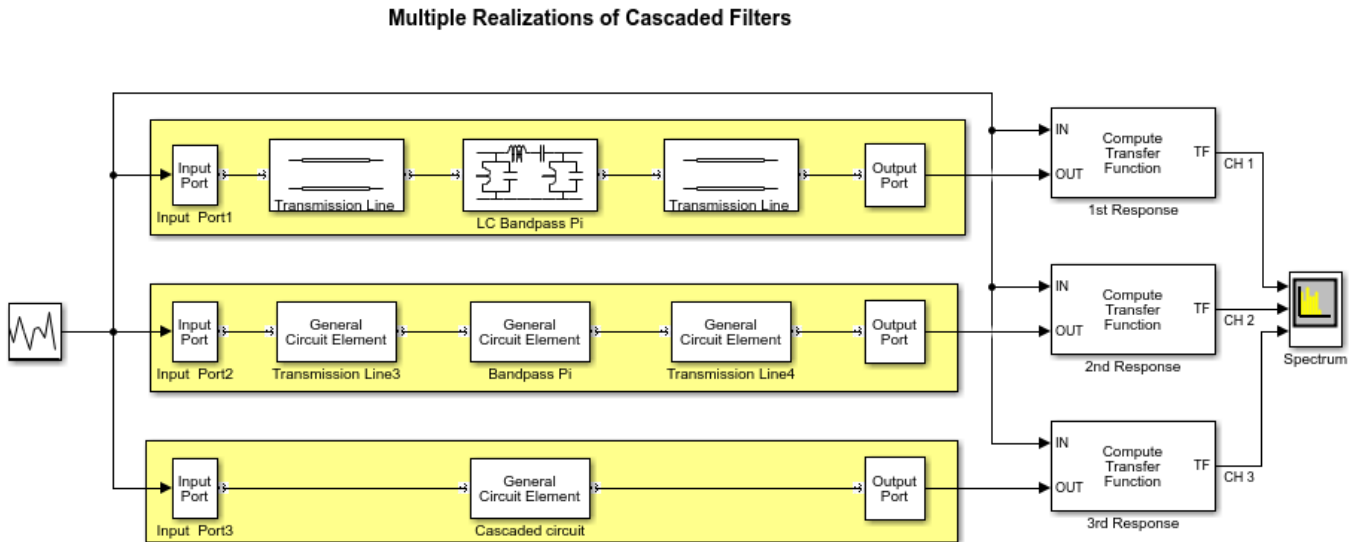 Multiple Realizations of Cascaded Filters
Input
Port
Input Port1
Transmission Line
LC Bandpass Pi
Transmission Line
Output
Port
IN
OUT
Compute
Transfer
Function
TF
CH 1
1st Response
Input
Port
Input Port2
General
Circuit Element
Transmission Line3
General
Circuit Element
Bandpass Pi
General
Circuit Element
Transmission Line4
Output
Port
IN
OUT
Compute
Transfer
Function
TF
CH 2
2nd Response
Spectrum
Input
Port
Input Port3
General
Circuit Element
Cascaded circuit
Output
Port
IN
OUT
Compute
Transfer
Function
TF
CH 3
3rd Response